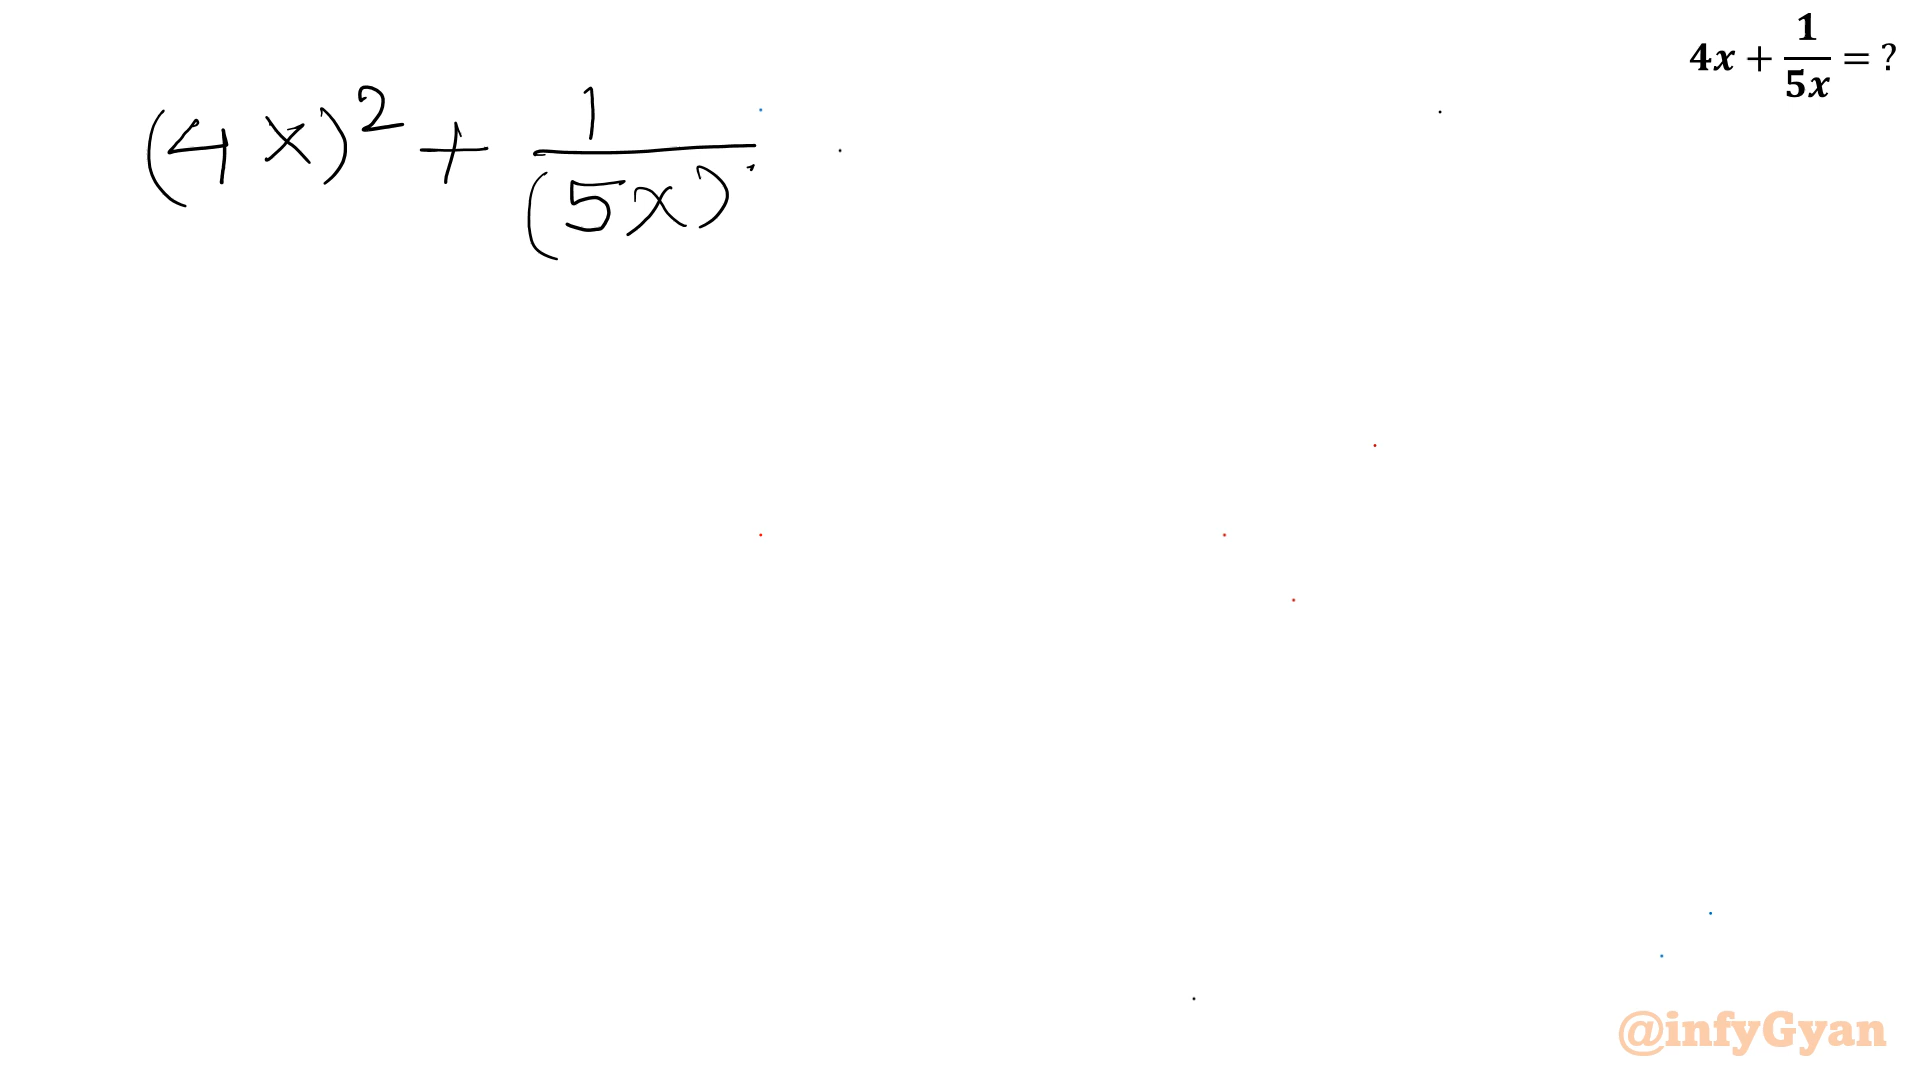 4x + 1/5x = ?
(4x)² + 1/(5x)
@infyGyan